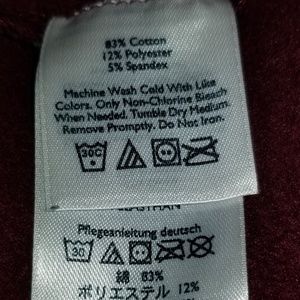 83% Cotton
12% Polyester
5% Spandex
Machine Wash Cold With Like
Colors. Only Non-Chlorine Bleach
When Needed. Tumble Dry Medium.
Remove Promptly. Do Not Iron.
30C
ELASTHAN
Pflegeanleitung deutsch
30
綿 83%
ポリエステル 12%